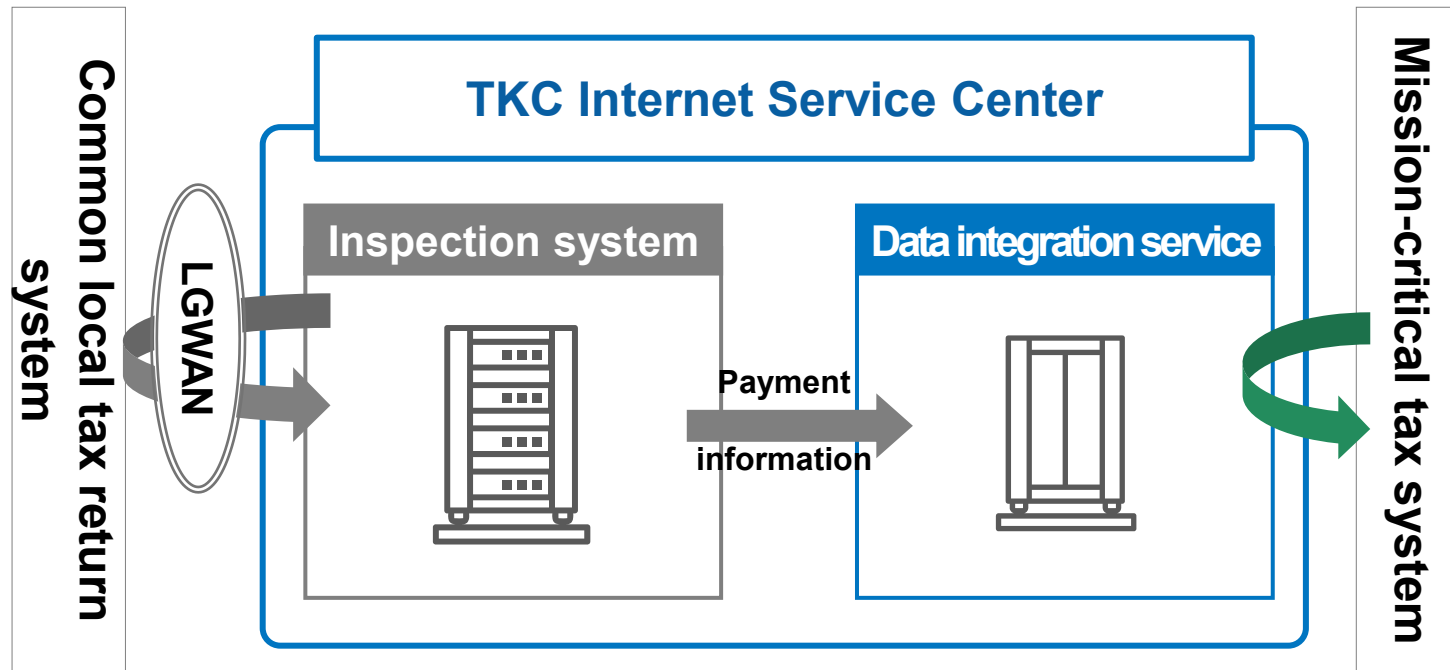 Common local tax return
system
LGWAN
TKC Internet Service Center
Inspection system
Payment
information
Data integration service
Mission-critical tax system